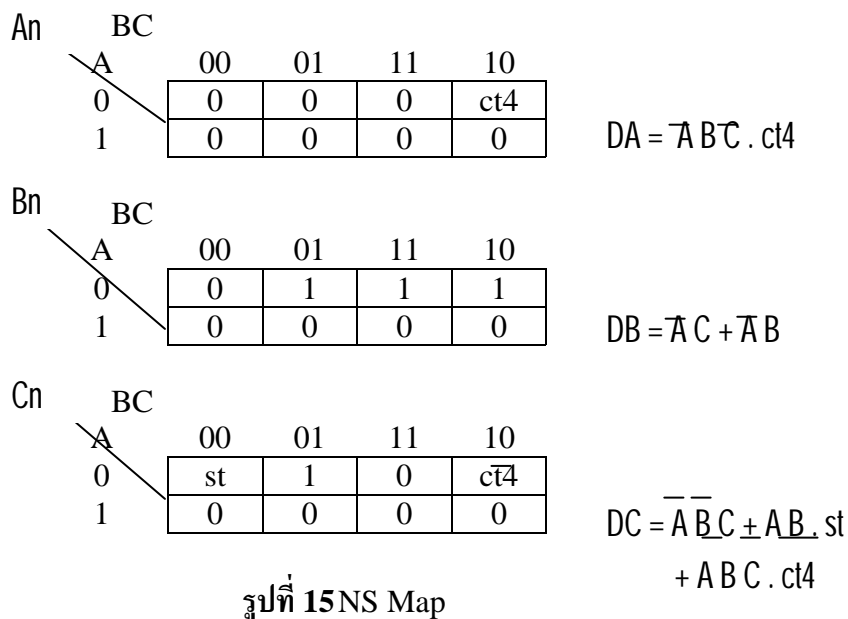 An BC
A 00 01 11 10
0 0 0 0 ct4
1 0 0 0 0
DA = A̅ B C̅ . ct4
Bn BC
A 00 01 11 10
0 0 1 1 1
1 0 0 0 0
DB = A̅ C + A̅ B
Cn BC
A 00 01 11 10
0 st 1 0 c̅t̅4
1 0 0 0 0
DC = A̅ B̅ C + A̅ B̅ . st
+ A̅ B C̅ . c̅t̅4̅
รูปที่ 15 NS Map